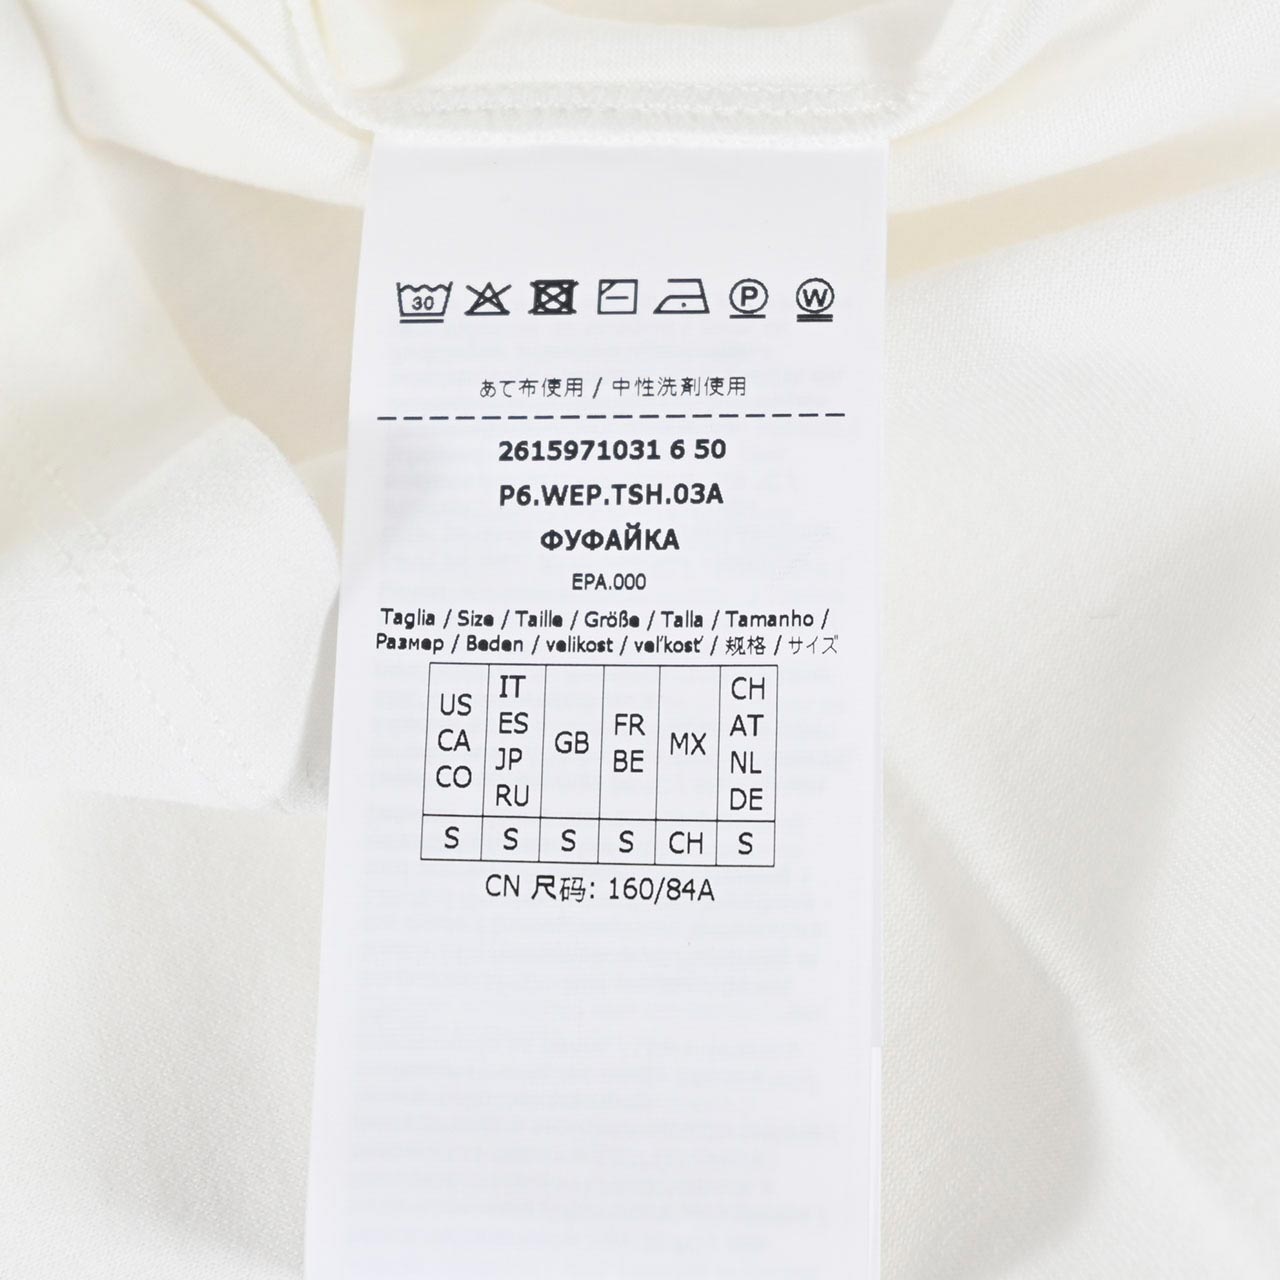 30 P W
あて布使用 / 中性洗剤使用
2615971031 6 50
P6.WEP.TSH.03A
ФУФАЙКА
EPA.000
Taglia / Size / Taille / Größe / Talla / Tamanho /
Размер / Beden / velikost / veľkosť / 规格 / サイズ
US CA CO IT ES JP RU GB FR BE MX CH AT NL DE
S S S S CH S
CN 尺码: 160/84A